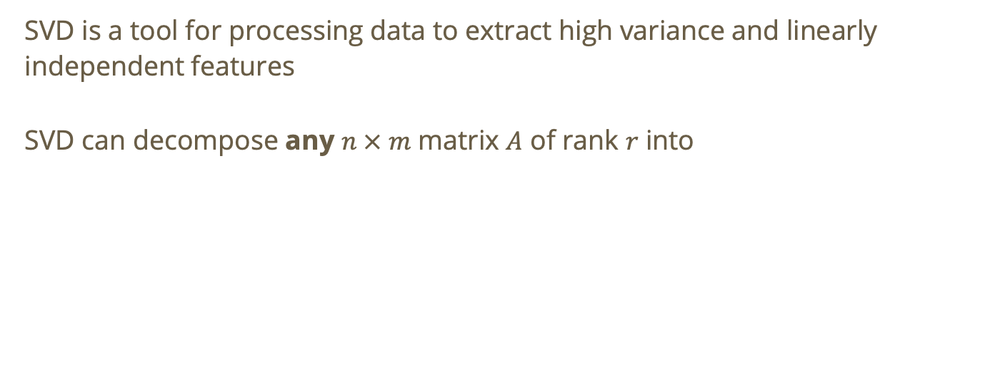 SVD is a tool for processing data to extract high variance and linearly
independent features
SVD can decompose any n × m matrix A of rank r into